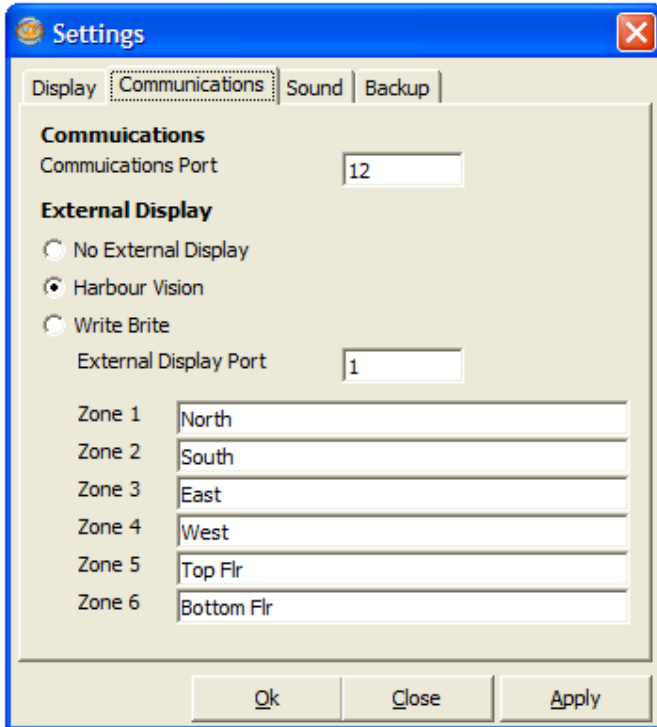 Settings
Display Communications Sound Backup
Commuications
Commuications Port 12
External Display
No External Display
Harbour Vision
Write Brite
External Display Port 1
Zone 1 North
Zone 2 South
Zone 3 East
Zone 4 West
Zone 5 Top Flr
Zone 6 Bottom Flr
Ok Close Apply